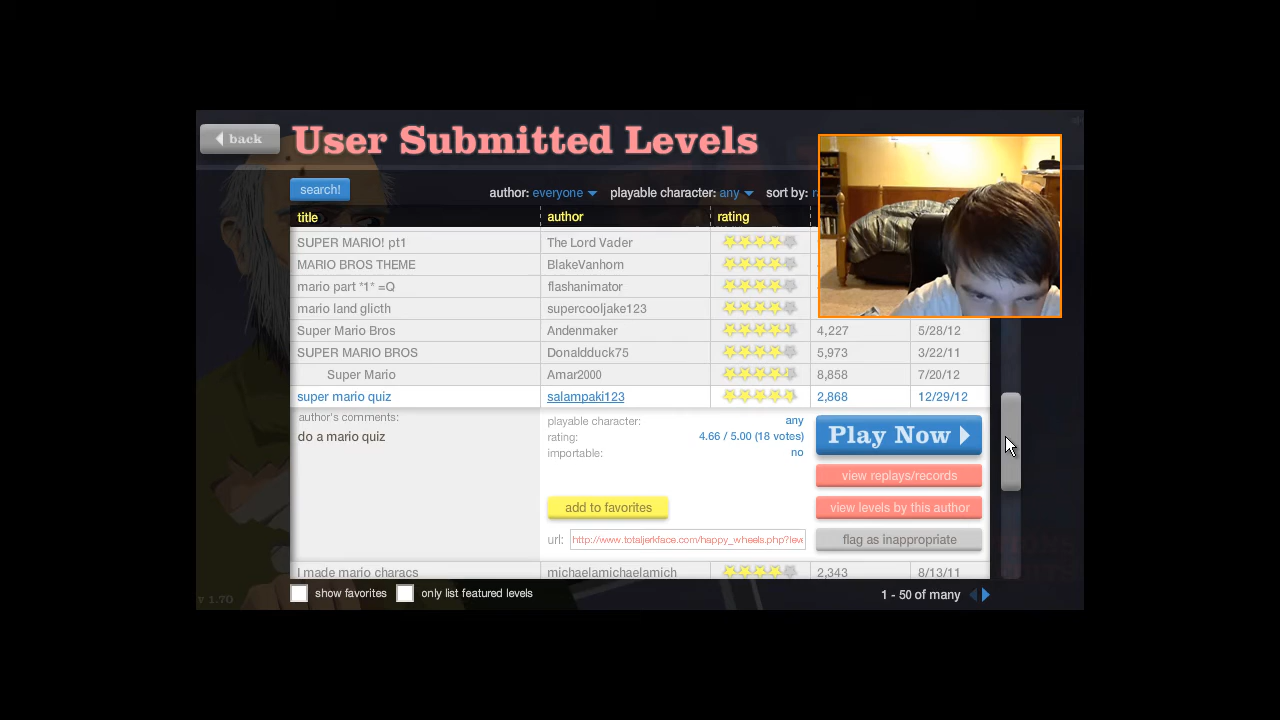 back
User Submitted Levels
search!
author: everyone playable character: any sort by:
title author rating
SUPER MARIO! pt1 The Lord Vader
MARIO BROS THEME BlakeVanhorn
mario part *1* =Q flashanimator
mario land glicth supercooljake123
Super Mario Bros Andenmaker 4,227 5/28/12
SUPER MARIO BROS Donaldduck75 5,973 3/22/11
Super Mario Amar2000 8,858 7/20/12
super mario quiz salampaki123 2,868 12/29/12
author's comments:
do a mario quiz
playable character: any
rating: 4.66 / 5.00 (18 votes)
importable: no
Play Now
view replays/records
add to favorites
view levels by this author
url: http://www.totaljerkface.com/happy_wheels.php?leve
flag as inappropriate
I made mario characs michaelamichaelamich 2,343 8/13/11
show favorites only list featured levels 1 - 50 of many
v 1.70